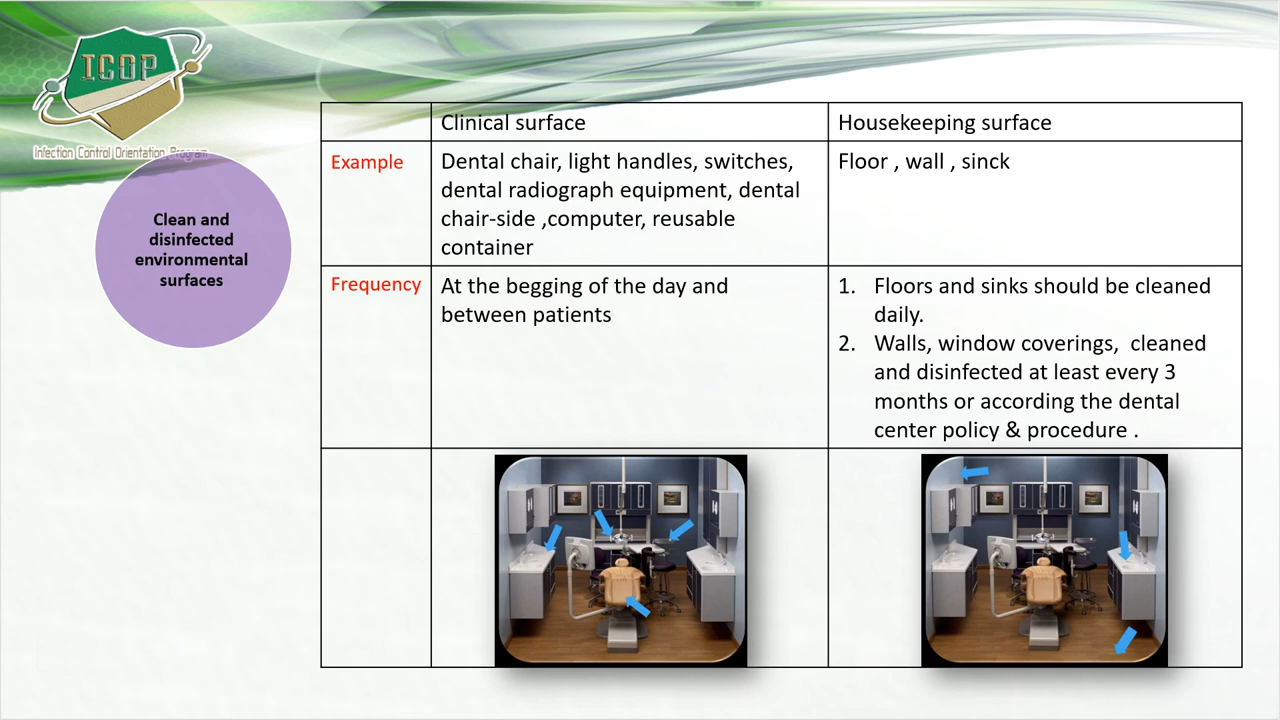 ICOP
Infection Control Orientation Program
Clean and
disinfected
environmental
surfaces
Clinical surface
Housekeeping surface
Example
Dental chair, light handles, switches,
dental radiograph equipment, dental
chair-side ,computer, reusable
container
Floor , wall , sinck
Frequency
At the begging of the day and
between patients
1. Floors and sinks should be cleaned
daily.
2. Walls, window coverings,  cleaned
and disinfected at least every 3
months or according the dental
center policy & procedure .